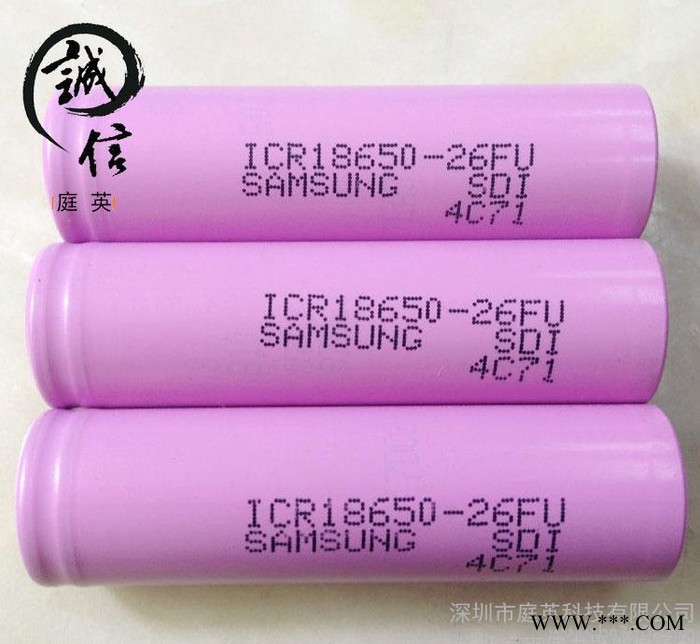 誠
信
庭英
ICR18650-26FU
SAMSUNG SDI
4C71
ICR18650-26FU
SAMSUNG SDI
4C71
ICR18650-26FU
SAMSUNG SDI
4C71
深圳市庭英科技有限公司
WWW.***.COM